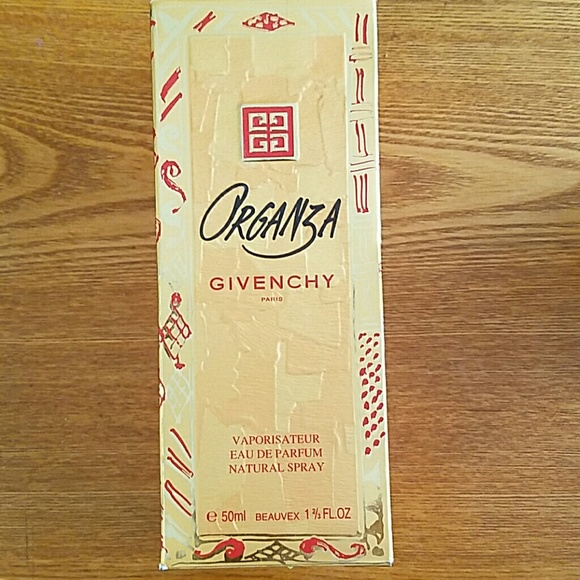 ORGANZA
GIVENCHY
PARIS
VAPORISATEUR
EAU DE PARFUM
NATURAL SPRAY
℮ 50ml BEAUVEX 1 ⅔ FL.OZ